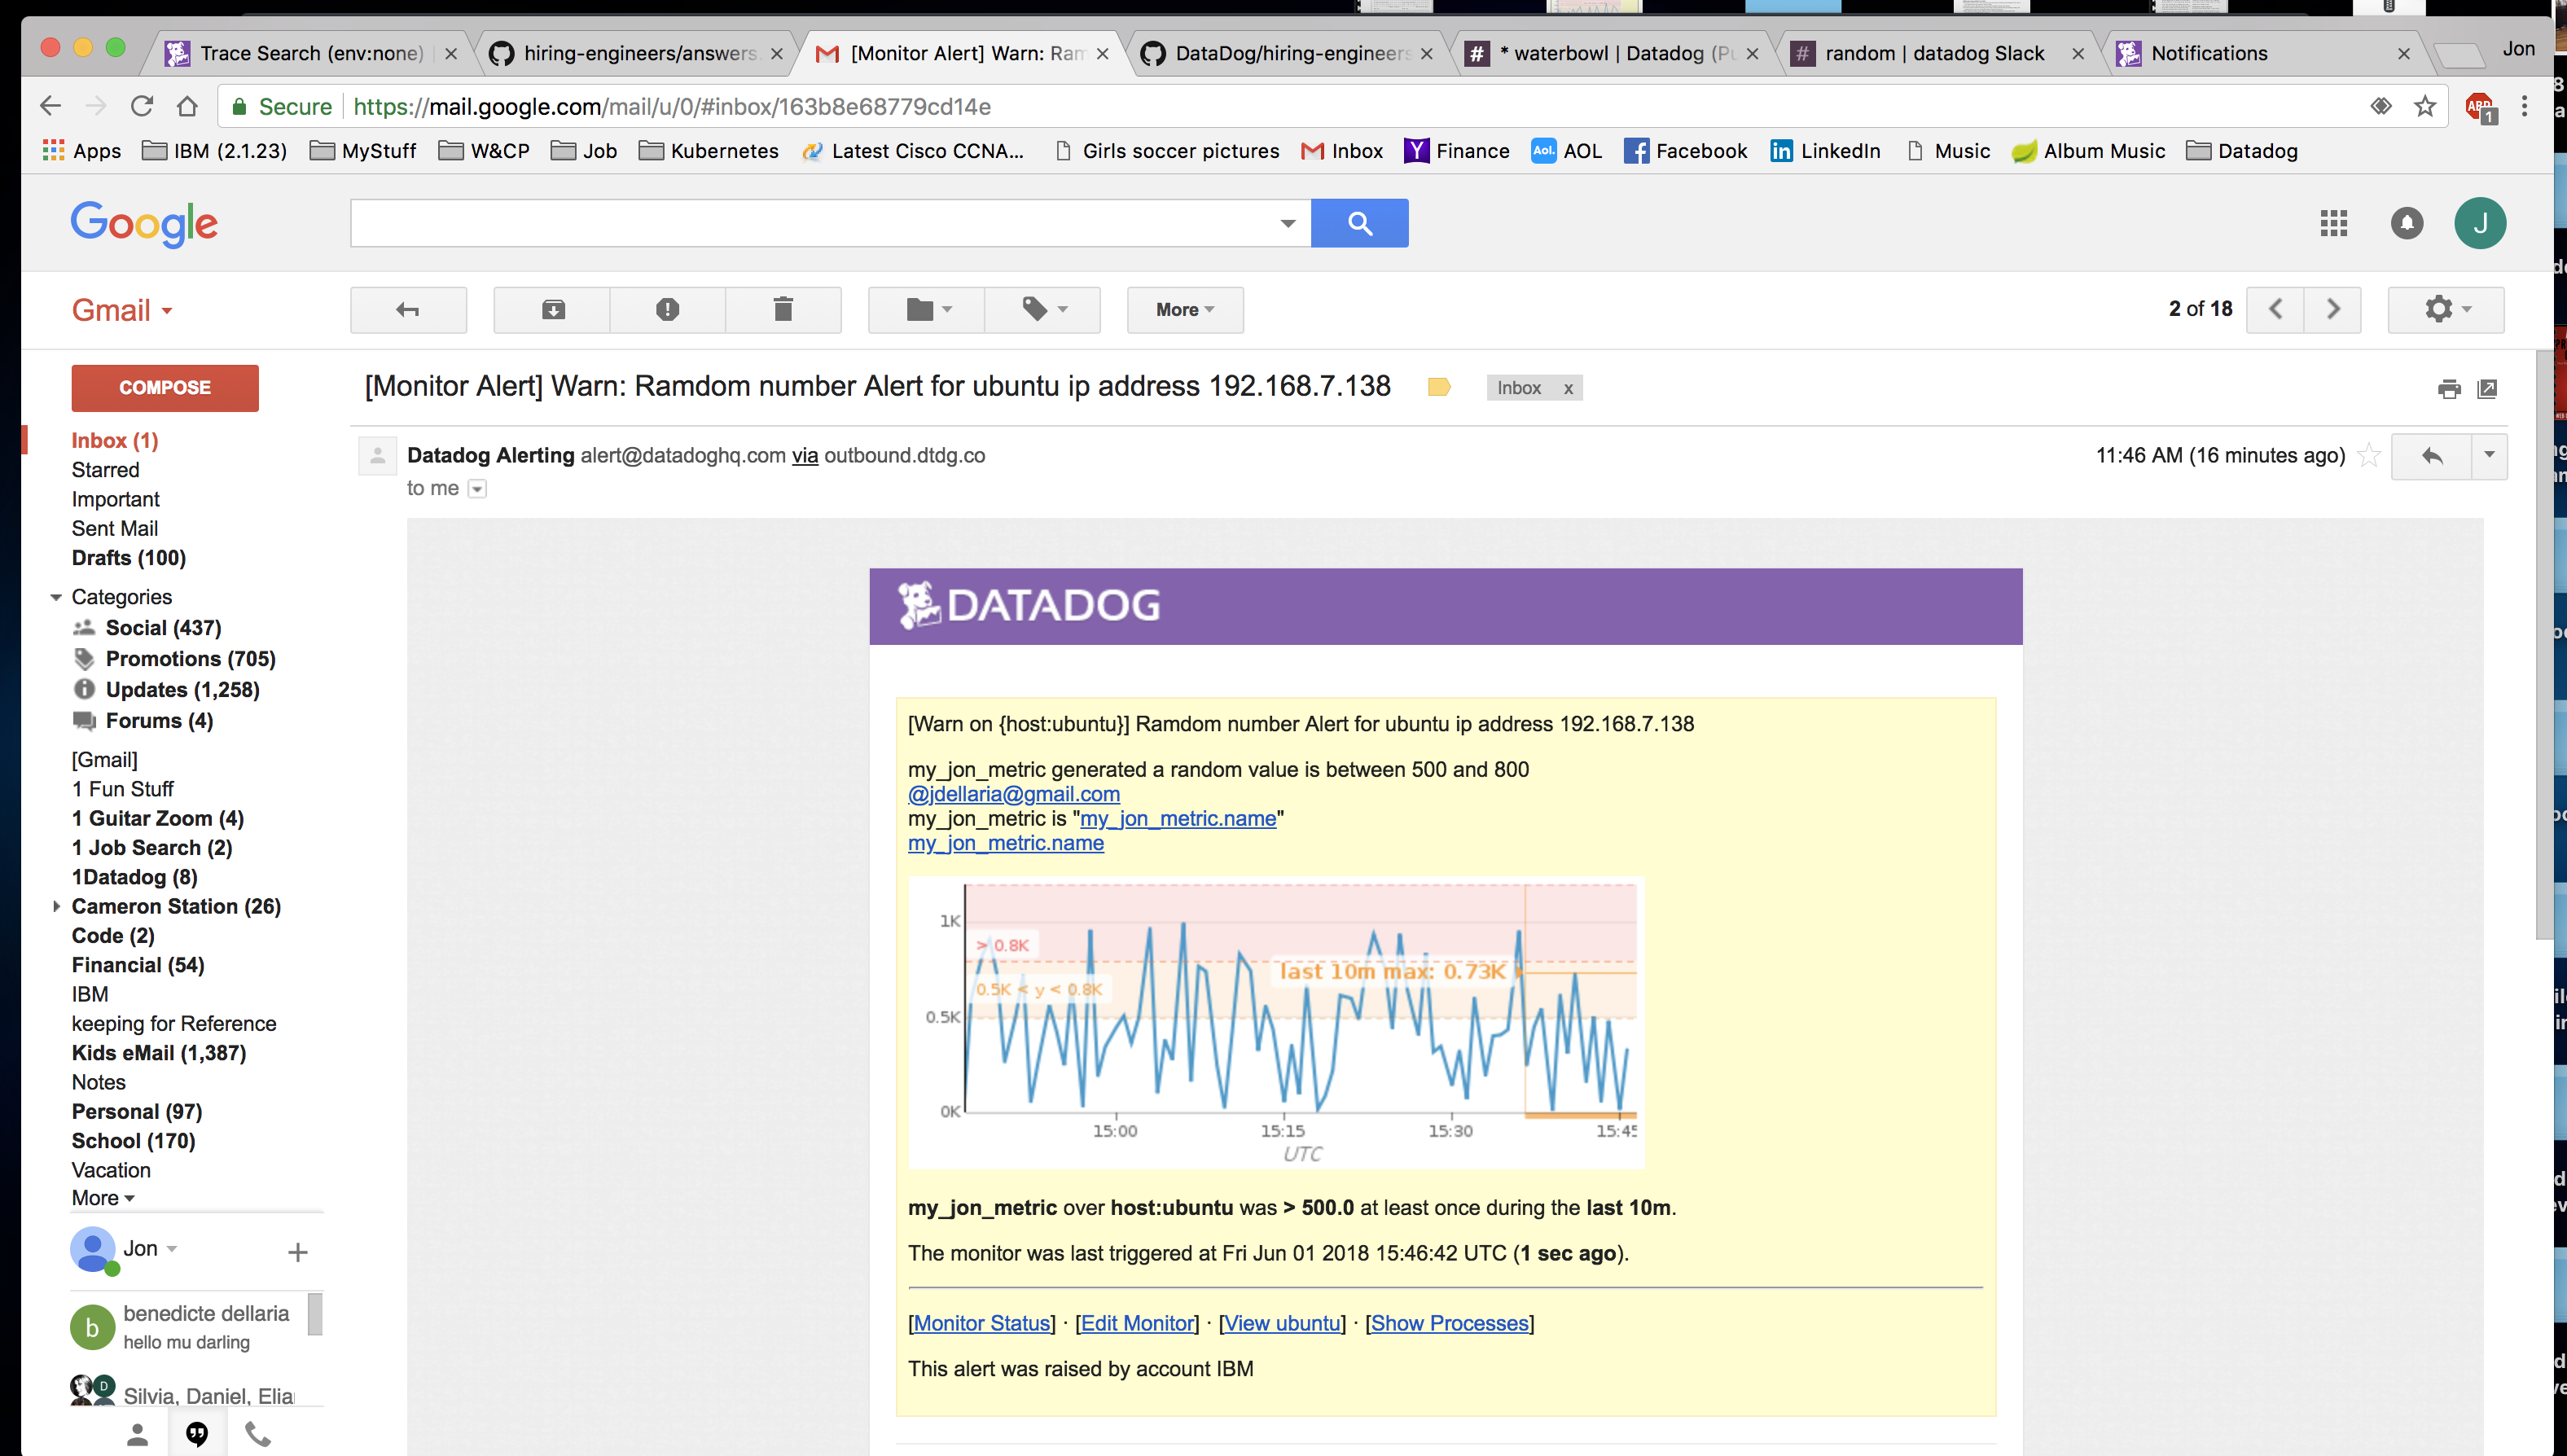 Trace Search (env:none)
hiring-engineers/answers.
[Monitor Alert] Warn: Ram
DataDog/hiring-engineers
* waterbowl | Datadog (Pu
random | datadog Slack
Notifications
Jon
Secure https://mail.google.com/mail/u/0/#inbox/163b8e68779cd14e
ABP 1
Apps IBM (2.1.23) MyStuff W&CP Job Kubernetes Latest Cisco CCNA... Girls soccer pictures Inbox Finance AOL Facebook LinkedIn Music Album Music Datadog
Google
J
Gmail
More
2 of 18
COMPOSE
[Monitor Alert] Warn: Ramdom number Alert for ubuntu ip address 192.168.7.138
Inbox x
Inbox (1)
Starred
Important
Sent Mail
Drafts (100)
Categories
Social (437)
Promotions (705)
Updates (1,258)
Forums (4)
[Gmail]
1 Fun Stuff
1 Guitar Zoom (4)
1 Job Search (2)
1Datadog (8)
Cameron Station (26)
Code (2)
Financial (54)
IBM
keeping for Reference
Kids eMail (1,387)
Notes
Personal (97)
School (170)
Vacation
More
Jon
b
benedicte dellaria
hello mu darling
D
Silvia, Daniel, Elia
Datadog Alerting alert@datadoghq.com via outbound.dtdg.co
11:46 AM (16 minutes ago)
to me
DATADOG
[Warn on {host:ubuntu}] Ramdom number Alert for ubuntu ip address 192.168.7.138
my_jon_metric generated a random value is between 500 and 800
@jdellaria@gmail.com
my_jon_metric is "my_jon_metric.name"
my_jon_metric.name
1K
> 0.8K
last 10m max: 0.73K
0.5K < y < 0.8K
0.5K
0K
15:00 15:15 15:30 15:45
UTC
my_jon_metric over host:ubuntu was > 500.0 at least once during the last 10m.
The monitor was last triggered at Fri Jun 01 2018 15:46:42 UTC (1 sec ago).
[Monitor Status] · [Edit Monitor] · [View ubuntu] · [Show Processes]
This alert was raised by account IBM